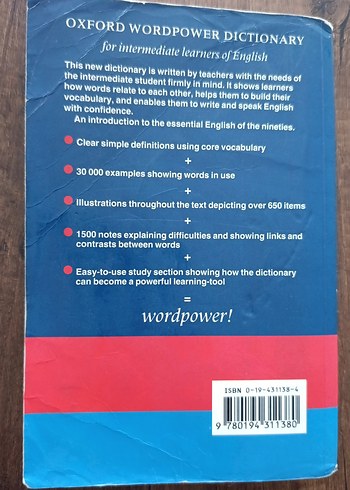 OXFORD WORDPOWER DICTIONARY
for intermediate learners of English
This new dictionary is written by teachers with the needs of
the intermediate student firmly in mind. It shows learners
how words relate to each other, helps them to build their
vocabulary, and enables them to write and speak English
with confidence.
An introduction to the essential English of the nineties.
Clear simple definitions using core vocabulary
+
30 000 examples showing words in use
+
Illustrations throughout the text depicting over 650 items
+
1500 notes explaining difficulties and showing links and
contrasts between words
+
Easy-to-use study section showing how the dictionary
can become a powerful learning-tool
=
wordpower!
ISBN 0-19-431138-4
9 780194 311380